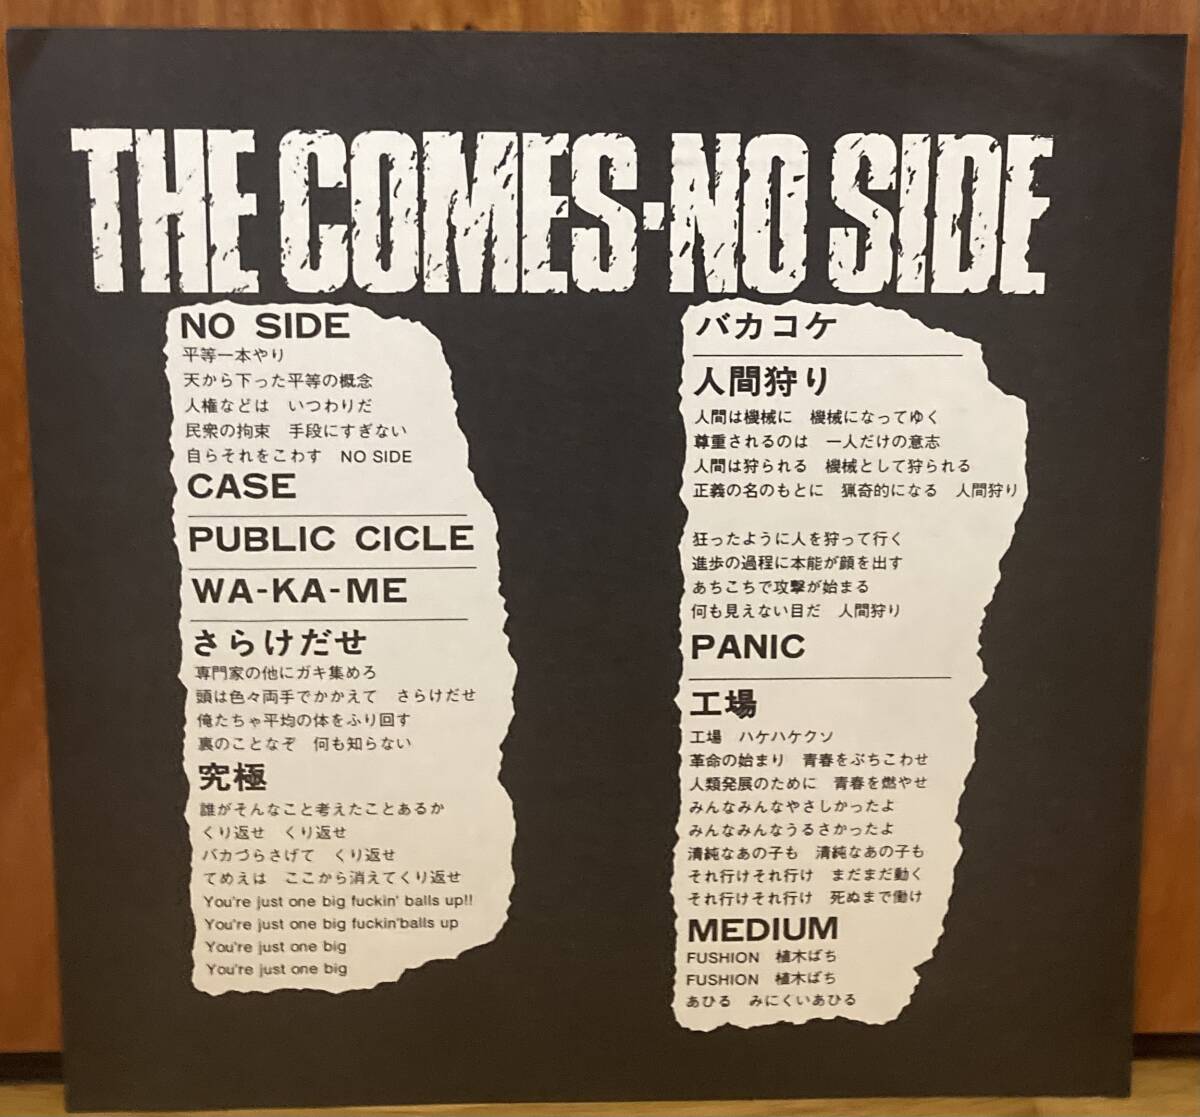 THE COMES-NO SIDE
NO SIDE
平等一本やり
天から下った平等の概念
人権などは　いつわりだ
民衆の拘束　手段にすぎない
自らそれをこわす　NO SIDE
CASE
PUBLIC CICLE
WA-KA-ME
さらけだせ
専門家の他にガキ集めろ
頭は色々両手でかかえて　さらけだせ
俺たちゃ平均の体をふり回す
裏のことなぞ　何も知らない
究極
誰がそんなこと考えたことあるか
くり返せ　くり返せ
バカづらさげて　くり返せ
てめえは　ここから消えてくり返せ
You're just one big fuckin' balls up!!
You're just one big fuckin'balls up
You're just one big
You're just one big
バカコケ
人間狩り
人間は機械に　機械になってゆく
尊重されるのは　一人だけの意志
人間は狩られる　機械として狩られる
正義の名のもとに　猟奇的になる　人間狩り
狂ったように人を狩って行く
進歩の過程に本能が顔を出す
あちこちで攻撃が始まる
何も見えない目だ　人間狩り
PANIC
工場
工場　ハケハケクソ
革命の始まり　青春をぶちこわせ
人類発展のために　青春を燃やせ
みんなみんなやさしかったよ
みんなみんなうるさかったよ
清純なあの子も　清純なあの子も
それ行けそれ行け　まだまだ動く
それ行けそれ行け　死ぬまで働け
MEDIUM
FUSHION　植木ばち
FUSHION　植木ばち
あひる　みにくいあひる